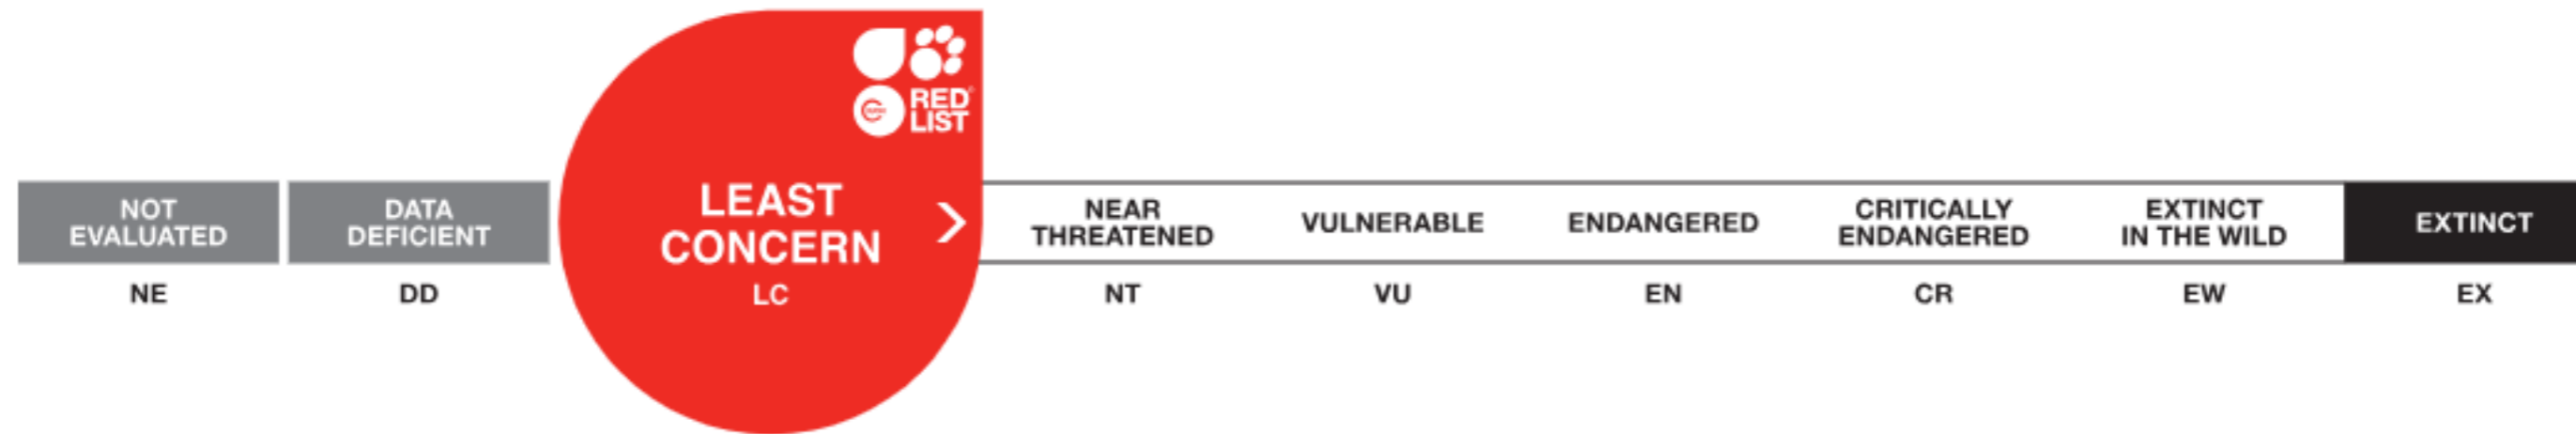 RED
LIST
NOT
EVALUATED
NE
DATA
DEFICIENT
DD
LEAST
CONCERN
LC
NEAR
THREATENED
NT
VULNERABLE
VU
ENDANGERED
EN
CRITICALLY
ENDANGERED
CR
EXTINCT
IN THE WILD
EW
EXTINCT
EX